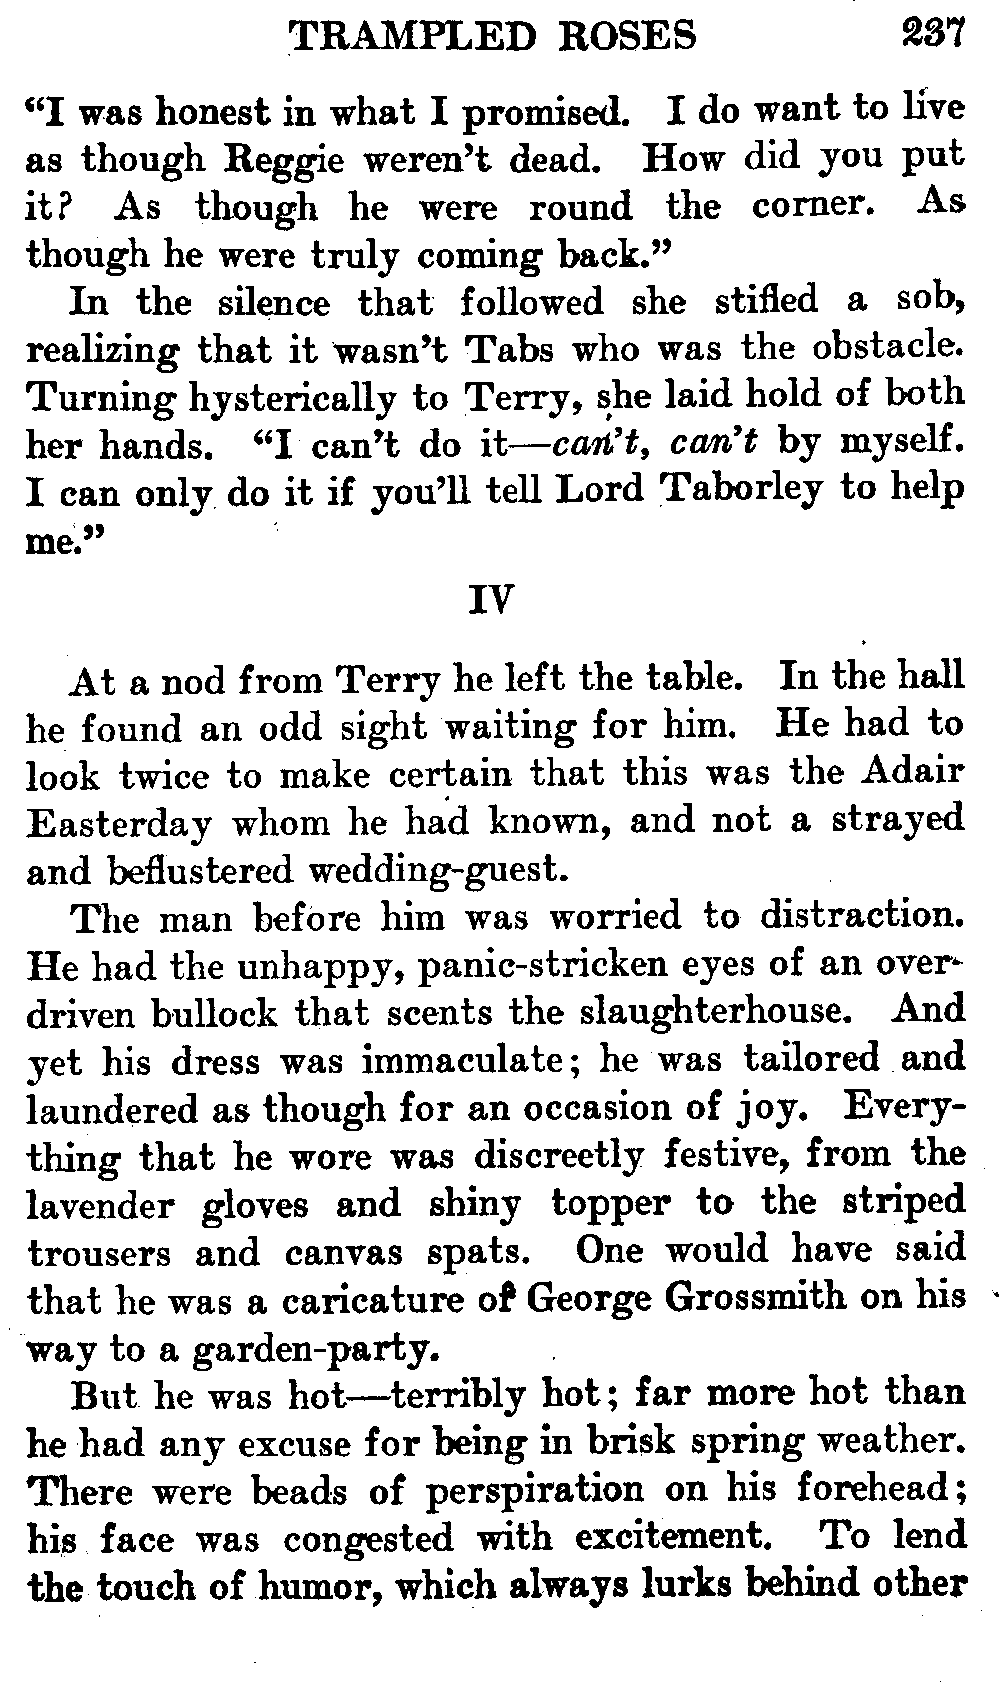 TRAMPLED ROSES 237
"I was honest in what I promised. I do want to live
as though Reggie weren't dead. How did you put
it? As though he were round the corner. As
though he were truly coming back."
In the silence that followed she stifled a sob,
realizing that it wasn't Tabs who was the obstacle.
Turning hysterically to Terry, she laid hold of both
her hands. "I can't do it—can't, can't by myself.
I can only do it if you'll tell Lord Taborley to help
me."
IV
At a nod from Terry he left the table. In the hall
he found an odd sight waiting for him. He had to
look twice to make certain that this was the Adair
Easterday whom he had known, and not a strayed
and beflustered wedding-guest.
The man before him was worried to distraction.
He had the unhappy, panic-stricken eyes of an over-
driven bullock that scents the slaughterhouse. And
yet his dress was immaculate; he was tailored and
laundered as though for an occasion of joy. Every-
thing that he wore was discreetly festive, from the
lavender gloves and shiny topper to the striped
trousers and canvas spats. One would have said
that he was a caricature of George Grossmith on his
way to a garden-party.
But he was hot—terribly hot; far more hot than
he had any excuse for being in brisk spring weather.
There were beads of perspiration on his forehead;
his face was congested with excitement. To lend
the touch of humor, which always lurks behind other